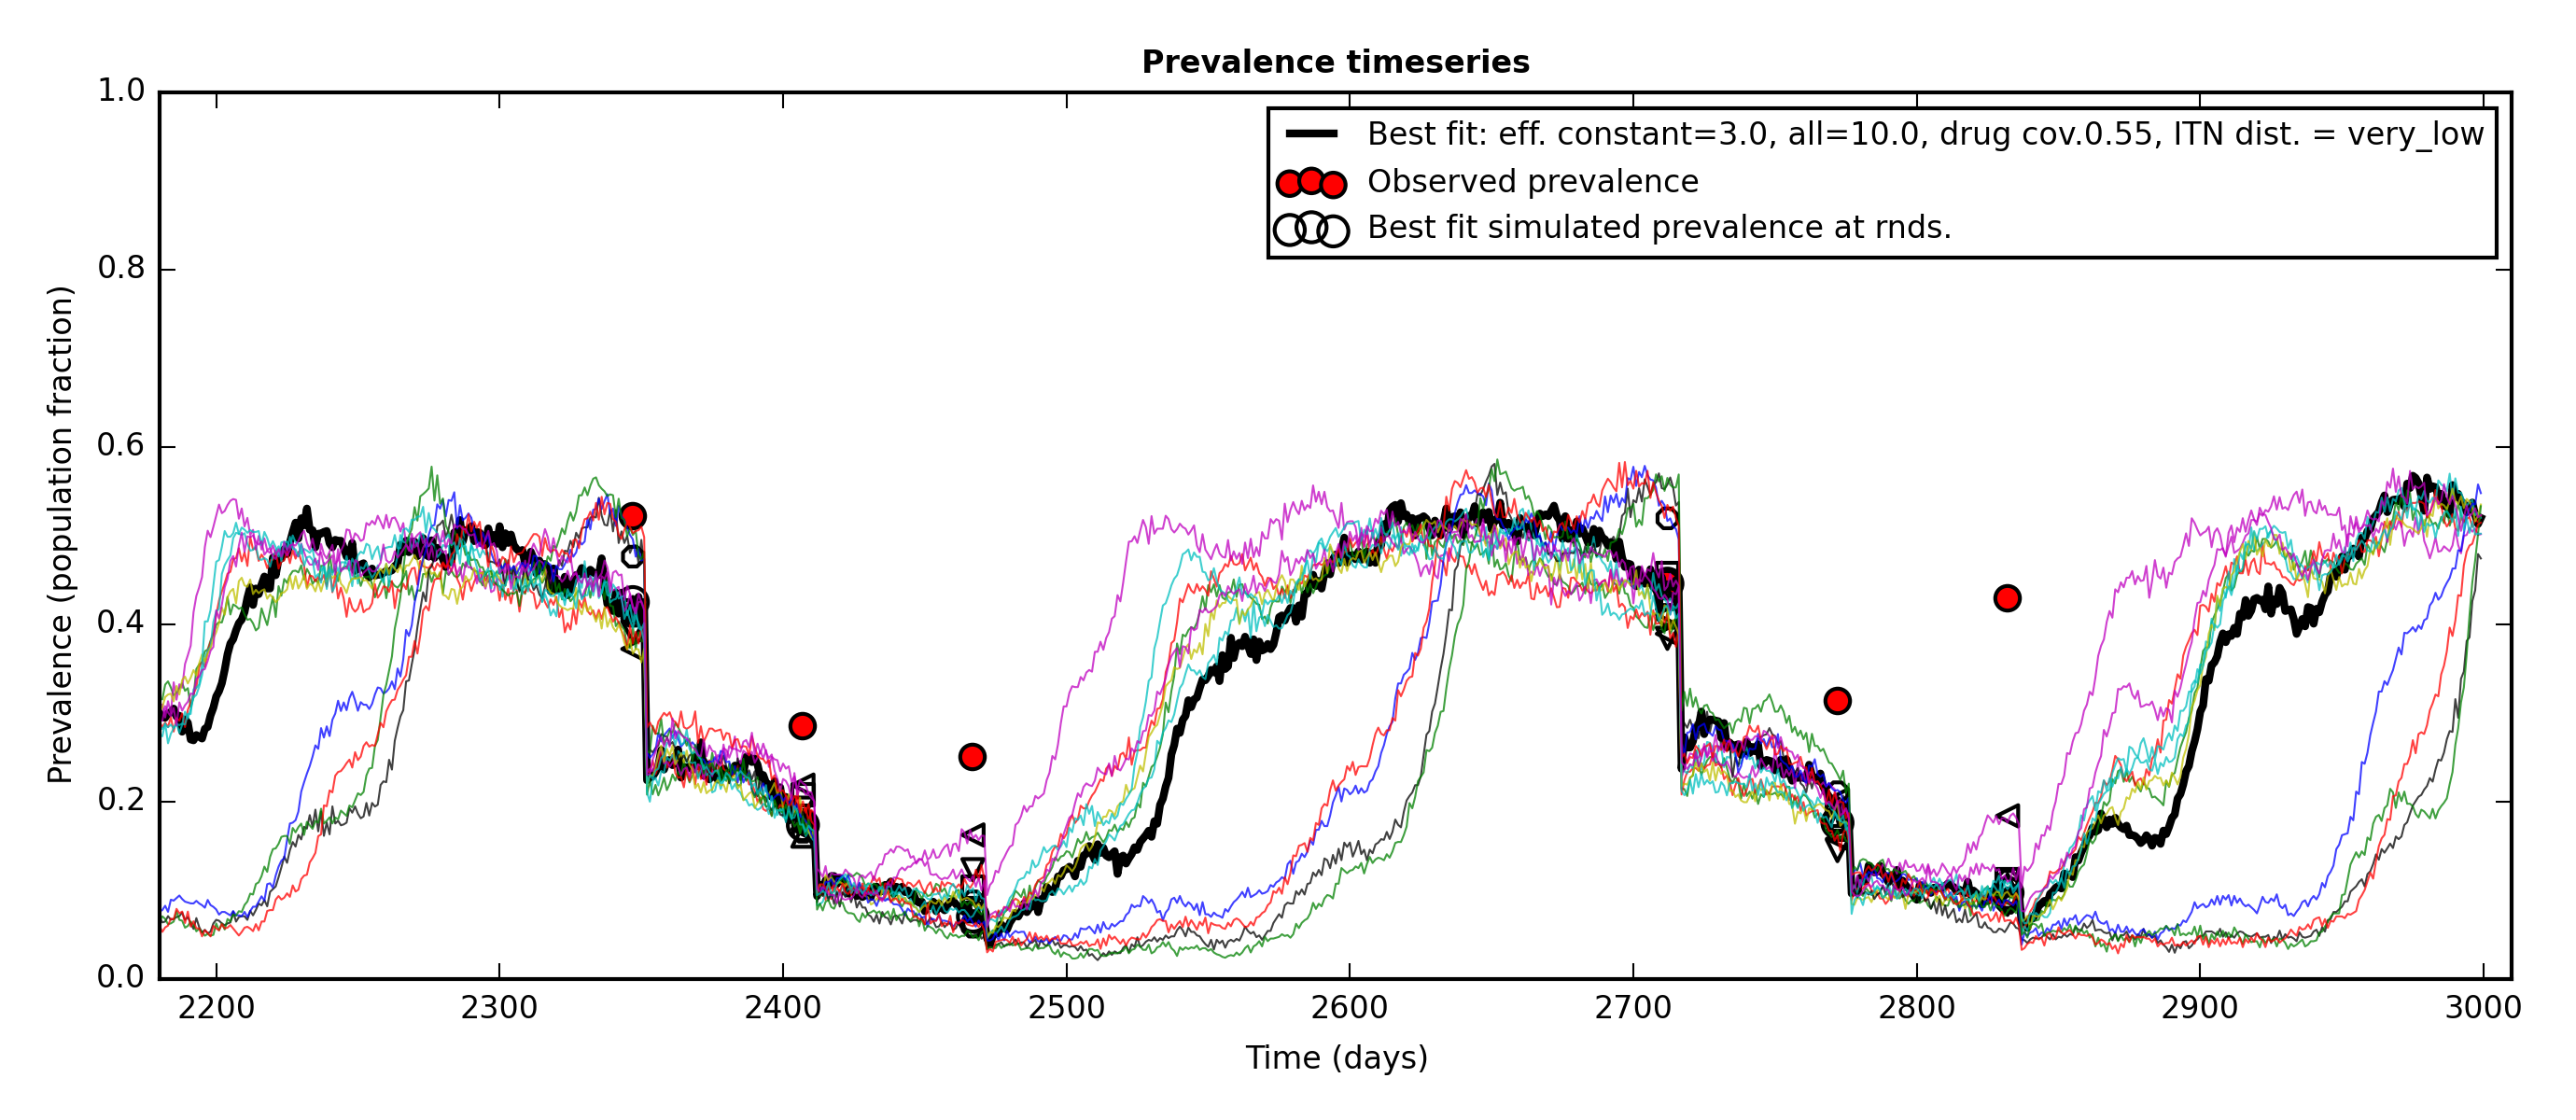 Prevalence timeseries
1.0
0.8
0.6
0.4
0.2
0.0
Prevalence (population fraction)
Best fit: eff. constant=3.0, all=10.0, drug cov.0.55, ITN dist. = very_low
Observed prevalence
Best fit simulated prevalence at rnds.
2200 2300 2400 2500 2600 2700 2800 2900 3000
Time (days)